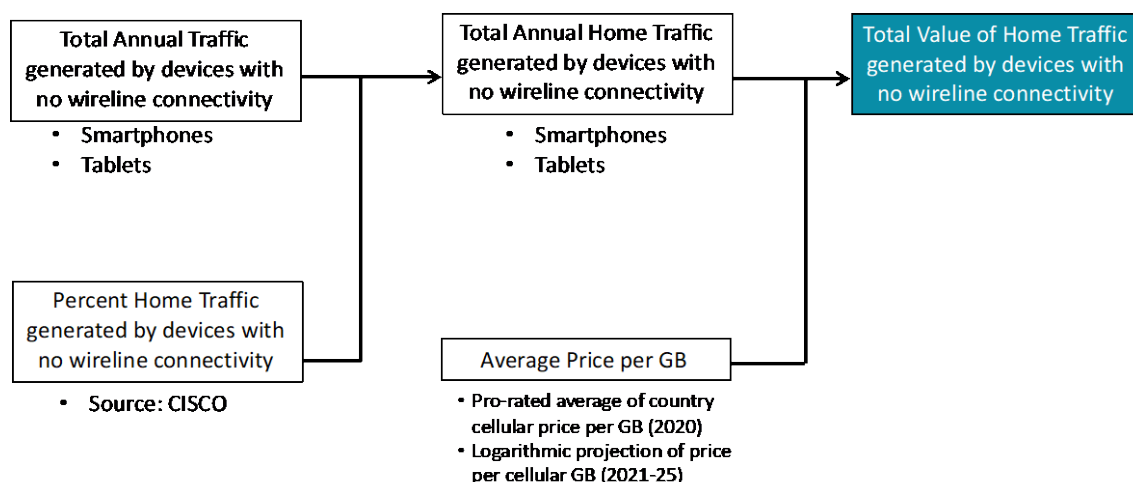 Total Annual Traffic
generated by devices with
no wireline connectivity
• Smartphones
• Tablets
Total Annual Home Traffic
generated by devices with
no wireline connectivity
• Smartphones
• Tablets
Total Value of Home Traffic
generated by devices with
no wireline connectivity
Percent Home Traffic
generated by devices with
no wireline connectivity
• Source: CISCO
Average Price per GB
• Pro-rated average of country
cellular price per GB (2020)
• Logarithmic projection of price
per cellular GB (2021-25)